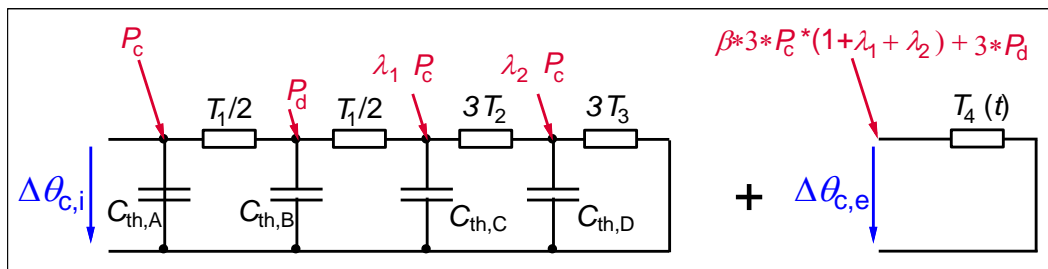 P_c
T_1/2
P_d
T_1/2
λ_1 P_c
3T_2
λ_2 P_c
3T_3
β*3*P_c*(1+λ_1+λ_2)+3*P_d
T_4(t)
Δθ_c,i
C_th,A
C_th,B
C_th,C
C_th,D
+
Δθ_c,e